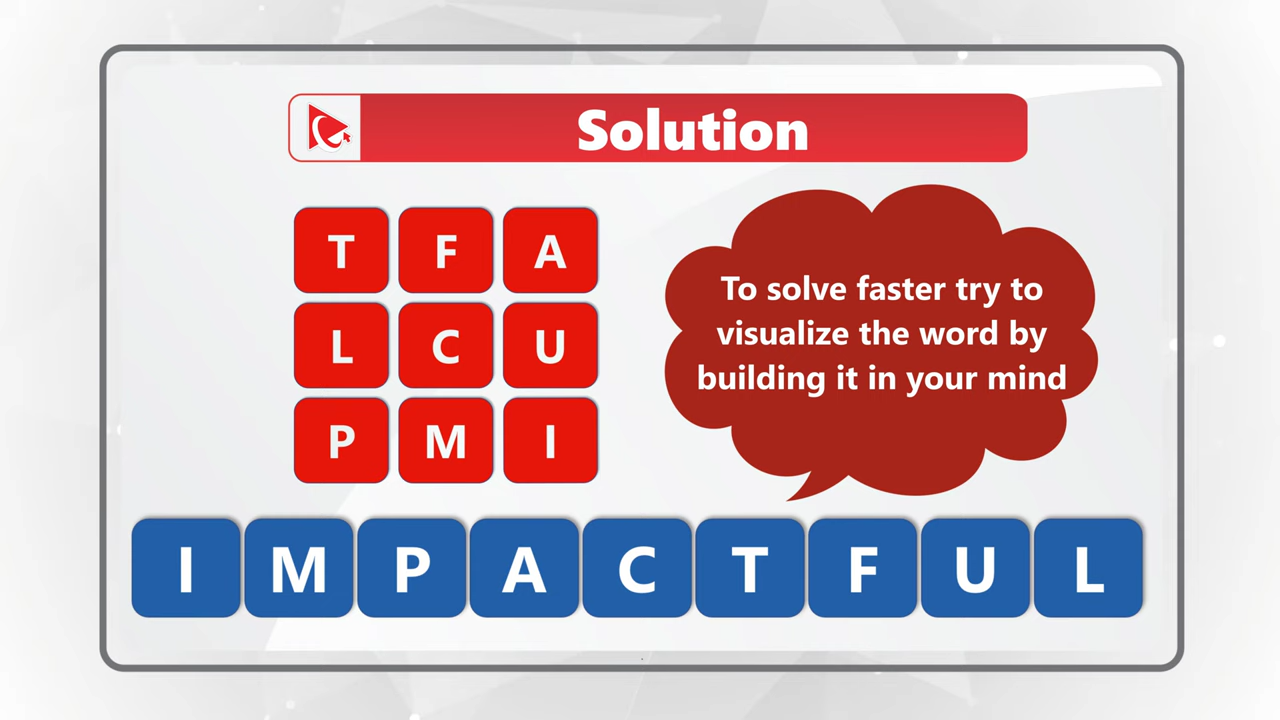 Solution
T F A
L C U
P M I
To solve faster try to
visualize the word by
building it in your mind
I M P A C T F U L